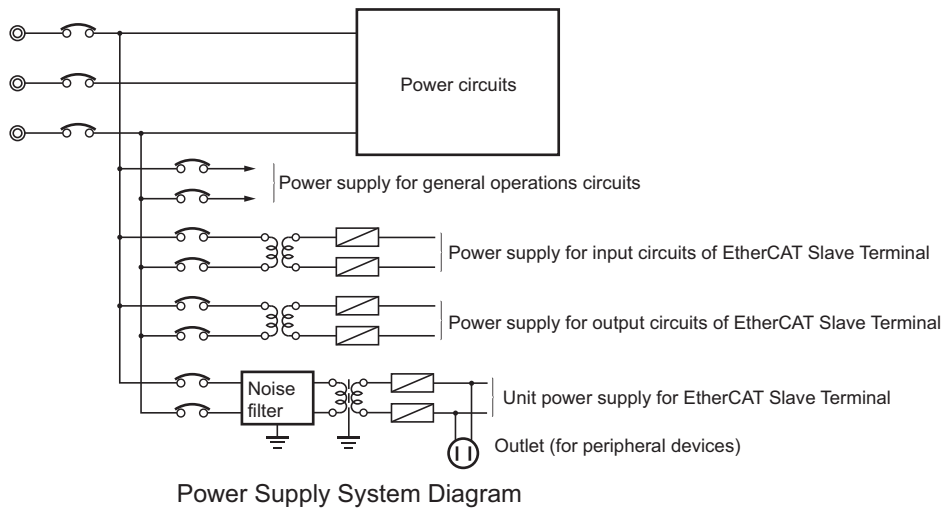 Power circuits
Power supply for general operations circuits
Power supply for input circuits of EtherCAT Slave Terminal
Power supply for output circuits of EtherCAT Slave Terminal
Noise
filter
Unit power supply for EtherCAT Slave Terminal
Outlet (for peripheral devices)
Power Supply System Diagram